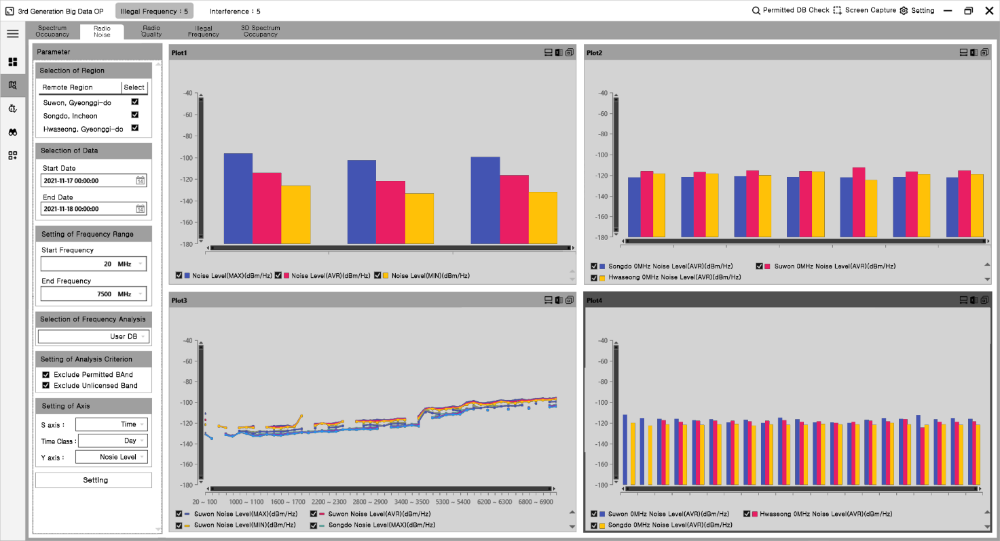 3rd Generation Big Data OP
Illegal Frequency : 5
Interference : 5
Permitted DB Check
Screen Capture
Setting
Spectrum
Occupancy
Radio
Noise
Radio
Quality
Illegal
Frequency
3D Spectrum
Occupancy
Parameter
Selection of Region
Remote Region
Select
Suwon, Gyeonggi-do
Songdo, Incheon
Hwaseong, Gyeonggi-do
Selection of Data
Start Date
2021-11-17 00:00:00
14
End Date
2021-11-18 00:00:00
14
Setting of Frequency Range
Start Frequency
20 MHz
End Frequency
7500 MHz
Selection of Frequency Analysis
User DB
Setting of Analysis Criterion
Exclude Permitted BAnd
Exclude Unlicensed Band
Setting of Axis
S axis :
Time
Time Class :
Day
Y axis :
Nosie Level
Setting
Plot1
-40
-60
-80
-100
-120
-140
-160
-180
Noise Level(MAX)(dBm/Hz)
Noise Level(AVR)(dBm/Hz)
Noise Level(MIN)(dBm/Hz)
Plot2
-40
-60
-80
-100
-120
-140
-160
-180
Songdo 0MHz Noise Level(AVR)(dBm/Hz)
Suwon 0MHz Noise Level(AVR)(dBm/Hz)
Hwaseong 0MHz Noise Level(AVR)(dBm/Hz)
Plot3
-40
-60
-80
-100
-120
-140
-160
-180
20 ~ 100
1000 ~ 1100
1600 ~ 1700
2200 ~ 2300
2800 ~ 2900
3400 ~ 3500
5300 ~ 5400
6200 ~ 6300
6800 ~ 6900
Suwon Noise Level(MAX)(dBm/Hz)
Suwon Noise Level(AVR)(dBm/Hz)
Suwon Noise Level(MIN)(dBm/Hz)
Songdo Nosie Level(MAX)(dBm/Hz)
Plot4
-40
-60
-80
-100
-120
-140
-160
-180
Suwon 0MHz Noise Level(AVR)(dBm/Hz)
Hwaseong 0MHz Noise Level(AVR)(dBm/Hz)
Songdo 0MHz Noise Level(AVR)(dBm/Hz)